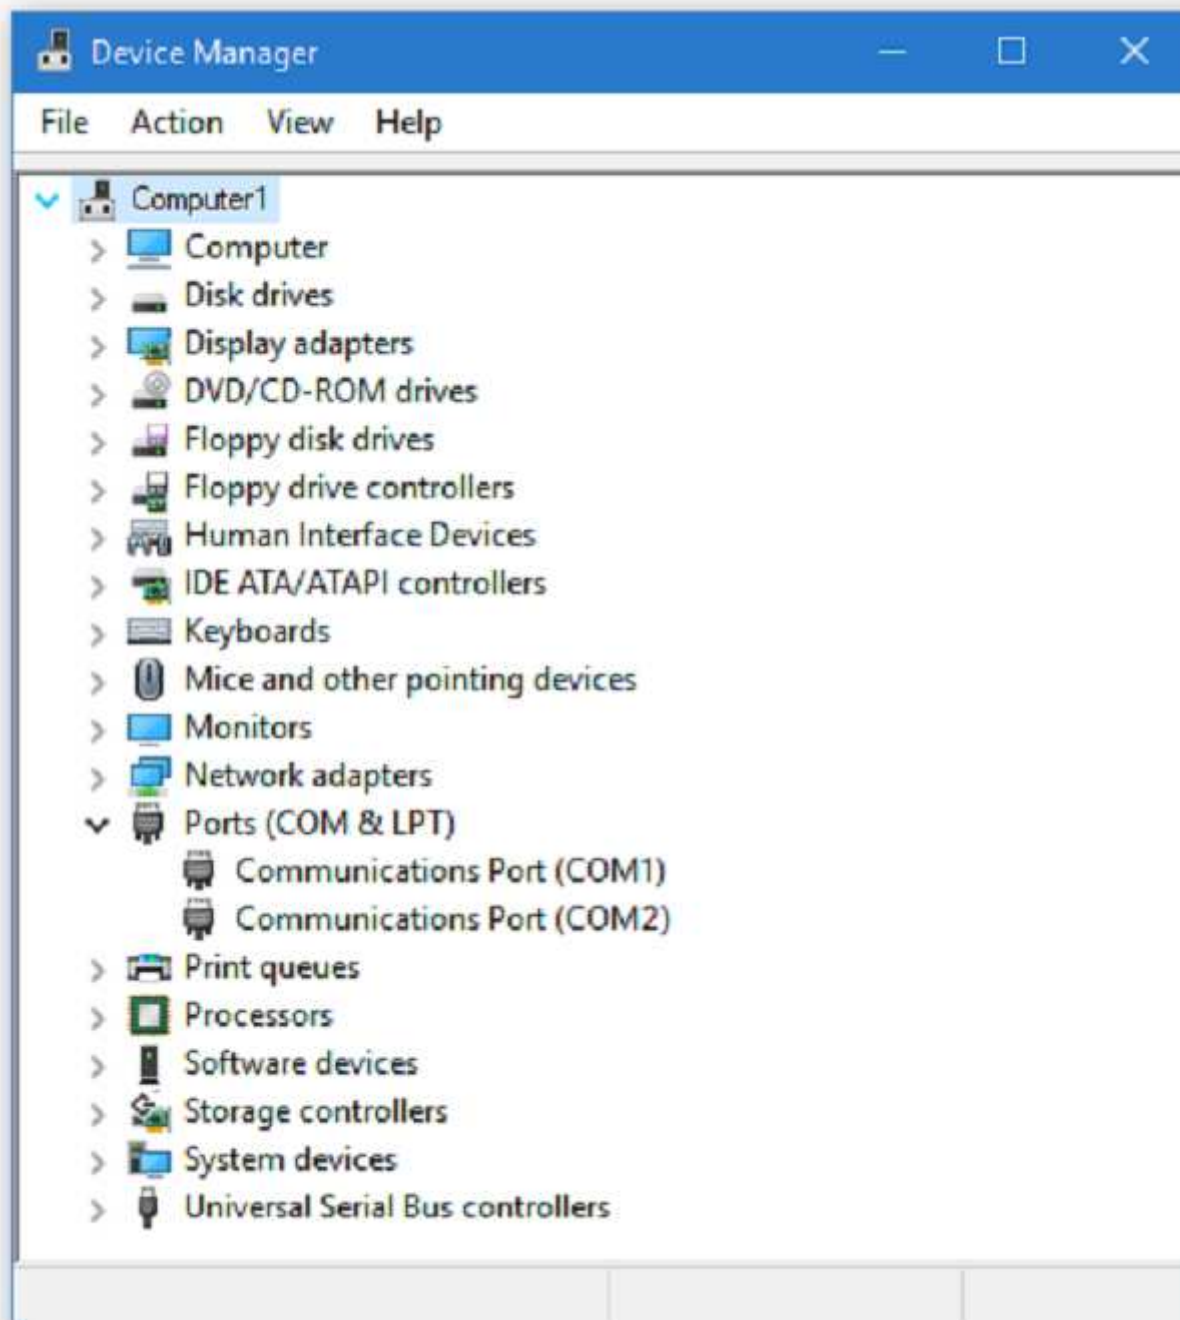 Device Manager
File Action View Help
Computer1
Computer
Disk drives
Display adapters
DVD/CD-ROM drives
Floppy disk drives
Floppy drive controllers
Human Interface Devices
IDE ATA/ATAPI controllers
Keyboards
Mice and other pointing devices
Monitors
Network adapters
Ports (COM & LPT)
Communications Port (COM1)
Communications Port (COM2)
Print queues
Processors
Software devices
Storage controllers
System devices
Universal Serial Bus controllers